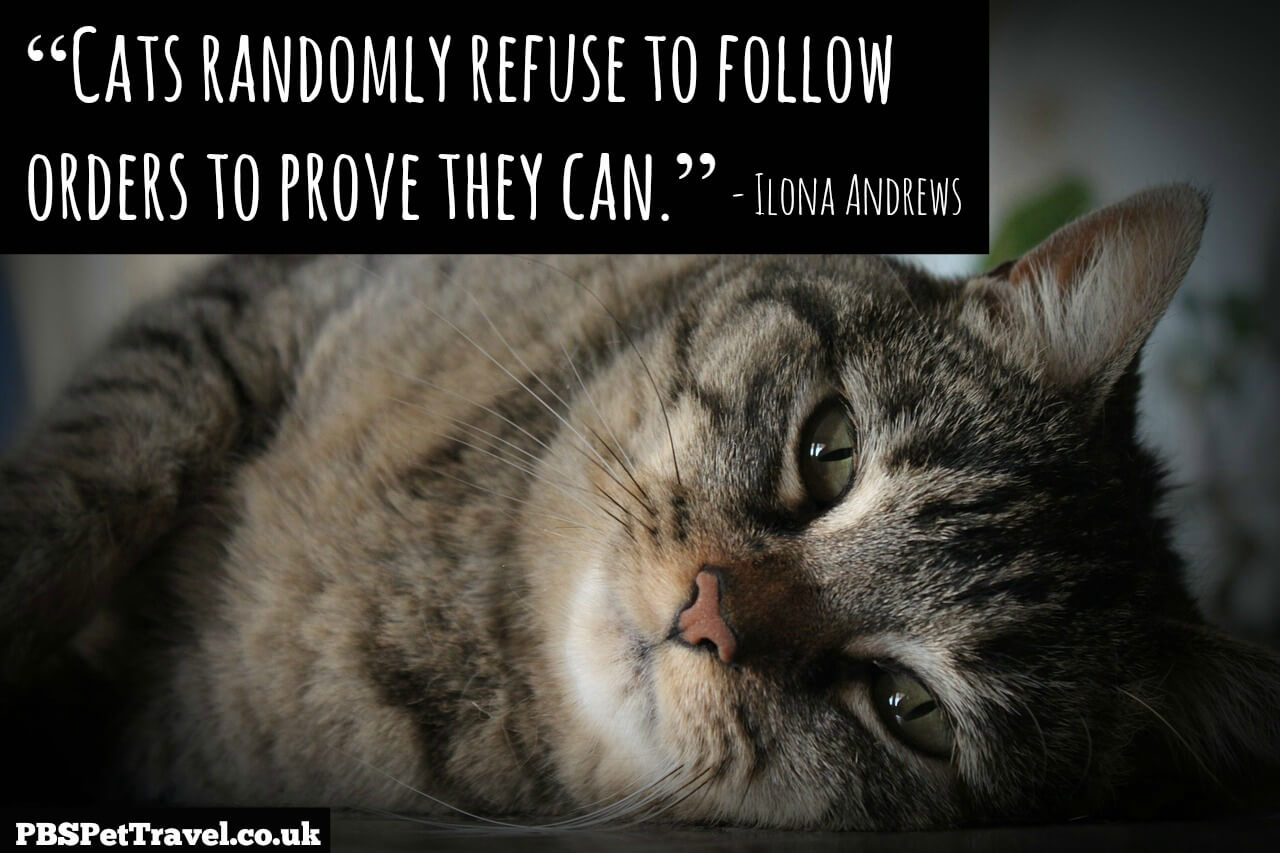 “Cats randomly refuse to follow
orders to prove they can.” - Ilona Andrews
PBSPetTravel.co.uk